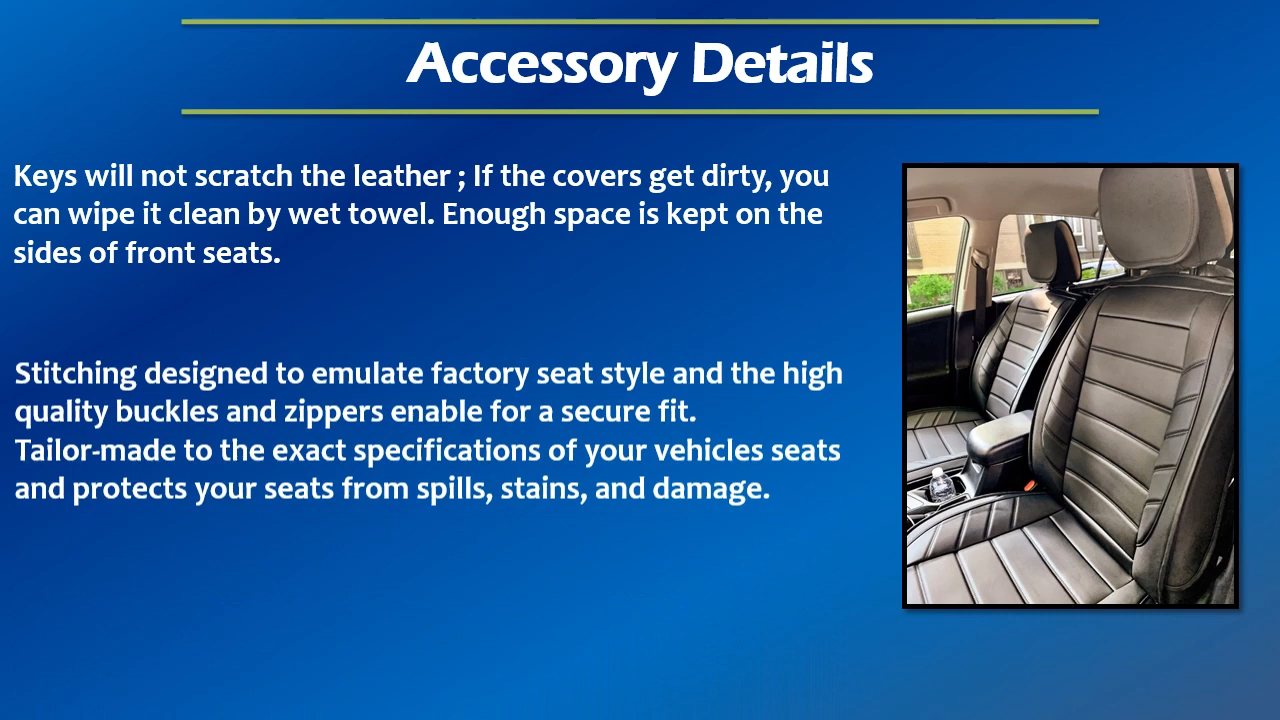 Accessory Details
Keys will not scratch the leather ; If the covers get dirty, you
can wipe it clean by wet towel. Enough space is kept on the
sides of front seats.
Stitching designed to emulate factory seat style and the high
quality buckles and zippers enable for a secure fit.
Tailor-made to the exact specifications of your vehicles seats
and protects your seats from spills, stains, and damage.